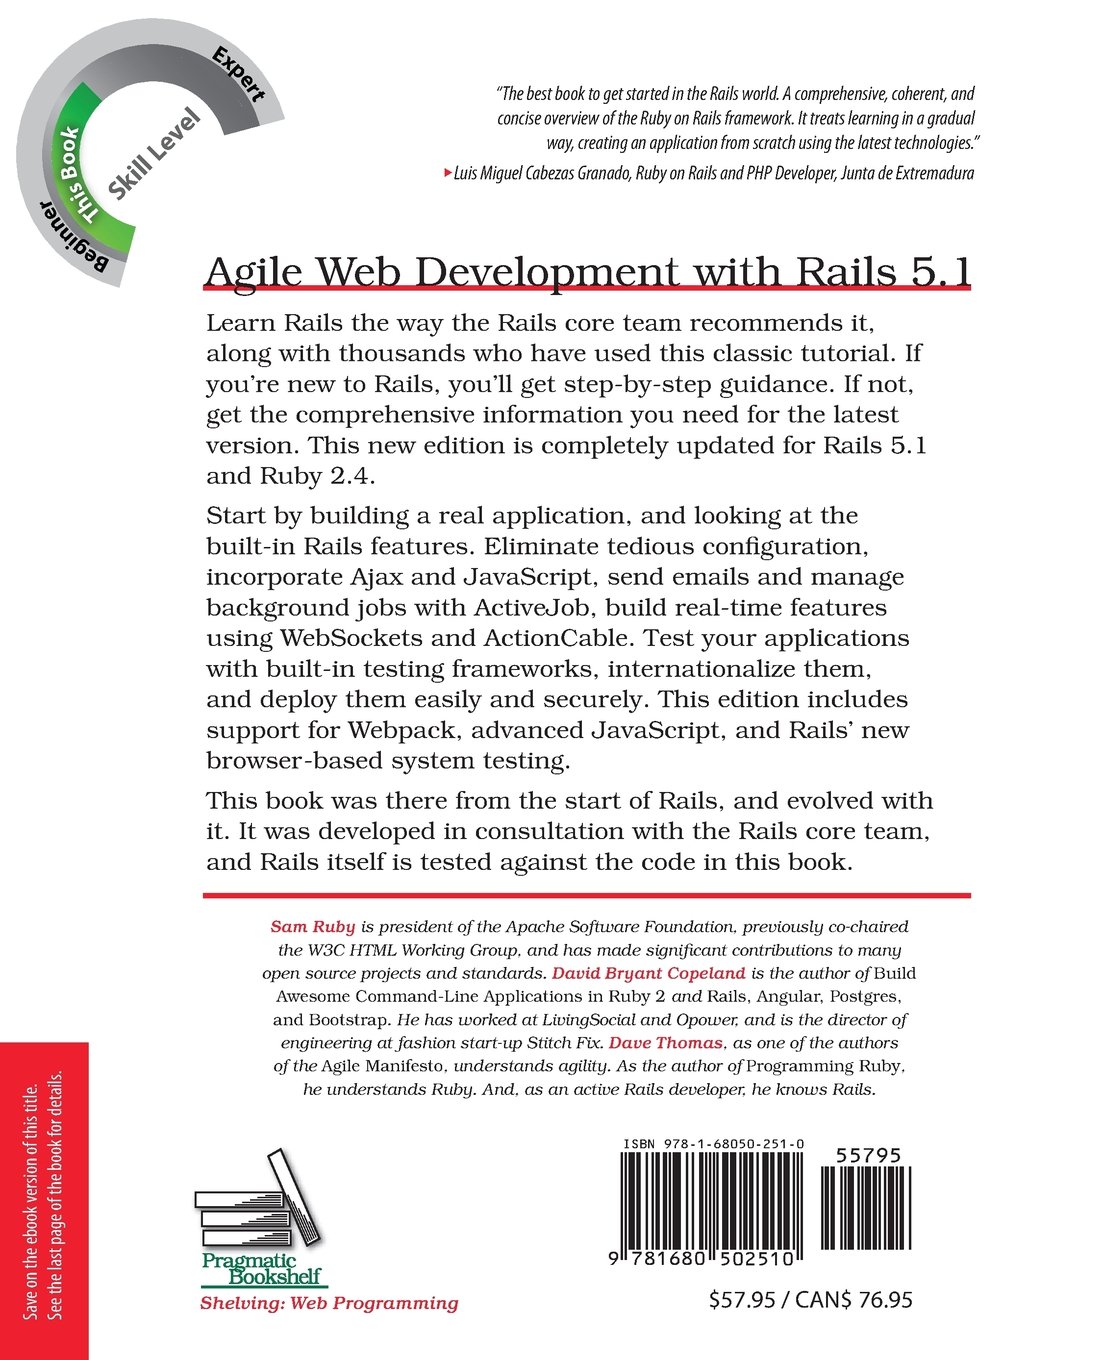 Expert
This Book
Skill Level
Beginner
“The best book to get started in the Rails world. A comprehensive, coherent, and
concise overview of the Ruby on Rails framework. It treats learning in a gradual
way, creating an application from scratch using the latest technologies.”
▶Luis Miguel Cabezas Granado, Ruby on Rails and PHP Developer, Junta de Extremadura
Agile Web Development with Rails 5.1
Learn Rails the way the Rails core team recommends it,
along with thousands who have used this classic tutorial. If
you’re new to Rails, you’ll get step-by-step guidance. If not,
get the comprehensive information you need for the latest
version. This new edition is completely updated for Rails 5.1
and Ruby 2.4.
Start by building a real application, and looking at the
built-in Rails features. Eliminate tedious configuration,
incorporate Ajax and JavaScript, send emails and manage
background jobs with ActiveJob, build real-time features
using WebSockets and ActionCable. Test your applications
with built-in testing frameworks, internationalize them,
and deploy them easily and securely. This edition includes
support for Webpack, advanced JavaScript, and Rails’ new
browser-based system testing.
This book was there from the start of Rails, and evolved with
it. It was developed in consultation with the Rails core team,
and Rails itself is tested against the code in this book.
Sam Ruby is president of the Apache Software Foundation, previously co-chaired
the W3C HTML Working Group, and has made significant contributions to many
open source projects and standards. David Bryant Copeland is the author of Build
Awesome Command-Line Applications in Ruby 2 and Rails, Angular, Postgres,
and Bootstrap. He has worked at LivingSocial and Opower, and is the director of
engineering at fashion start-up Stitch Fix. Dave Thomas, as one of the authors
of the Agile Manifesto, understands agility. As the author of Programming Ruby,
he understands Ruby. And, as an active Rails developer, he knows Rails.
Save on the ebook version of this title.
See the last page of the book for details.
Pragmatic
Bookshelf
Shelving: Web Programming
ISBN 978-1-68050-251-0
55795
9 781680 502510
$57.95 / CAN$ 76.95